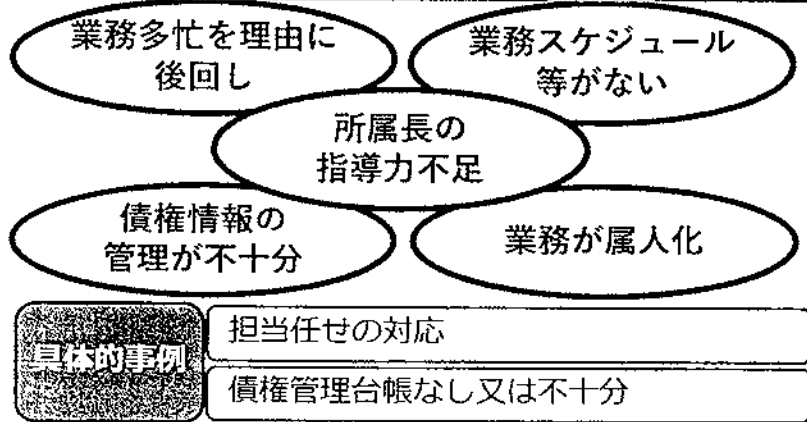 業務多忙を理由に
後回し
業務スケジュール
等がない
所属長の
指導力不足
債権情報の
管理が不十分
業務が属人化
具体的事例
担当任せの対応
債権管理台帳なし又は不十分